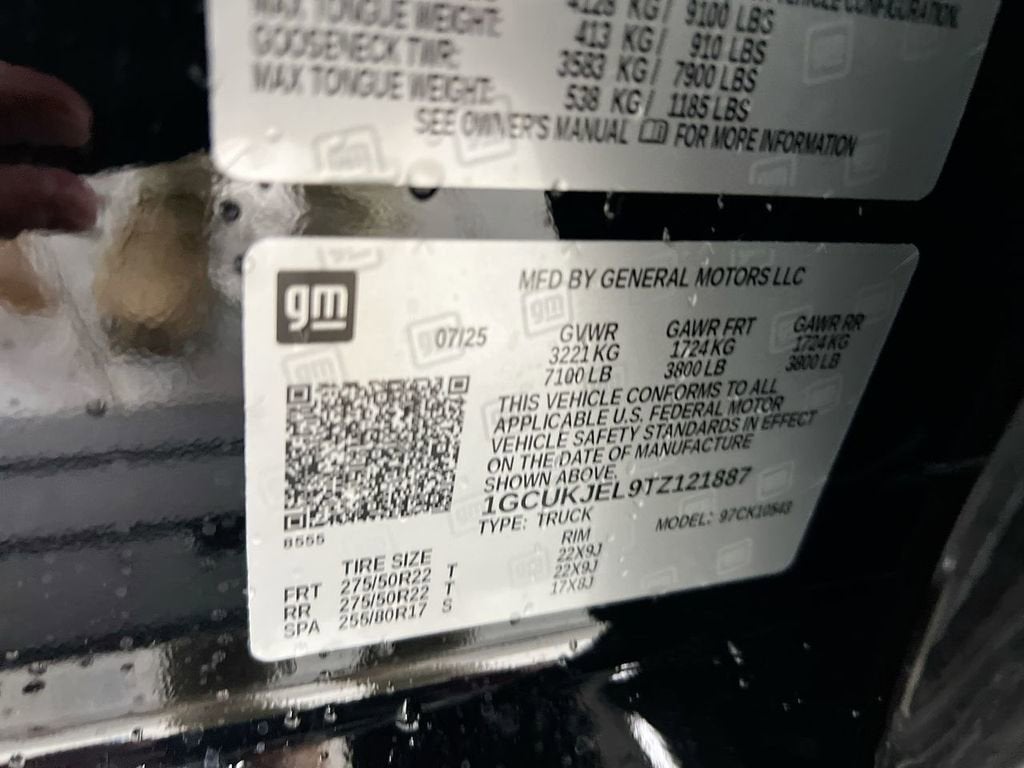 VEHICLE CONFIGURATION.
4128 KG/ 9100 LBS
MAX TONGUE WEIGHT: 413 KG/ 910 LBS
GOOSENECK TWR: 3583 KG/ 7900 LBS
MAX TONGUE WEIGHT: 538 KG/ 1185 LBS
SEE OWNER'S MANUAL FOR MORE INFORMATION
gm
MFD BY GENERAL MOTORS LLC
07/25 GVWR GAWR FRT GAWR RR
3221 KG 1724 KG 1724 KG
7100 LB 3800 LB 3800 LB
THIS VEHICLE CONFORMS TO ALL
APPLICABLE U.S. FEDERAL MOTOR
VEHICLE SAFETY STANDARDS IN EFFECT
ON THE DATE OF MANUFACTURE
SHOWN ABOVE.
1GCUKJEL9TZ121887
TYPE: TRUCK MODEL: 97CK10543
8555
TIRE SIZE RIM
FRT 275/50R22 T 22X9J
RR 275/50R22 T 22X9J
SPA 255/80R17 S 17X8J